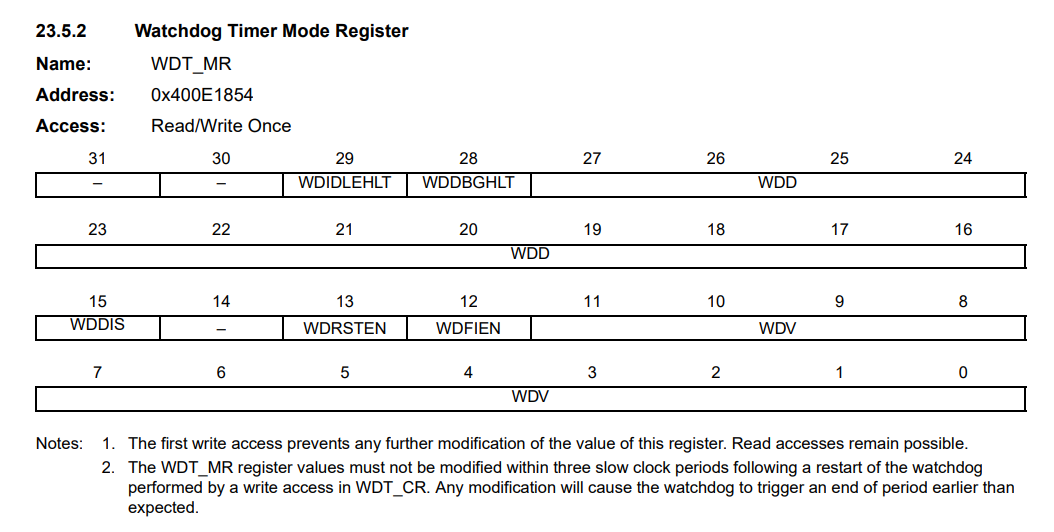 23.5.2 Watchdog Timer Mode Register
Name: WDT_MR
Address: 0x400E1854
Access: Read/Write Once
31 30 29 28 27 26 25 24
– – WDIDLEHLT WDDBGHLT WDD
23 22 21 20 19 18 17 16
WDD
15 14 13 12 11 10 9 8
WDDIS – WDRSTEN WDFIEN WDV
7 6 5 4 3 2 1 0
WDV
Notes: 1. The first write access prevents any further modification of the value of this register. Read accesses remain possible.
2. The WDT_MR register values must not be modified within three slow clock periods following a restart of the watchdog
performed by a write access in WDT_CR. Any modification will cause the watchdog to trigger an end of period earlier than
expected.